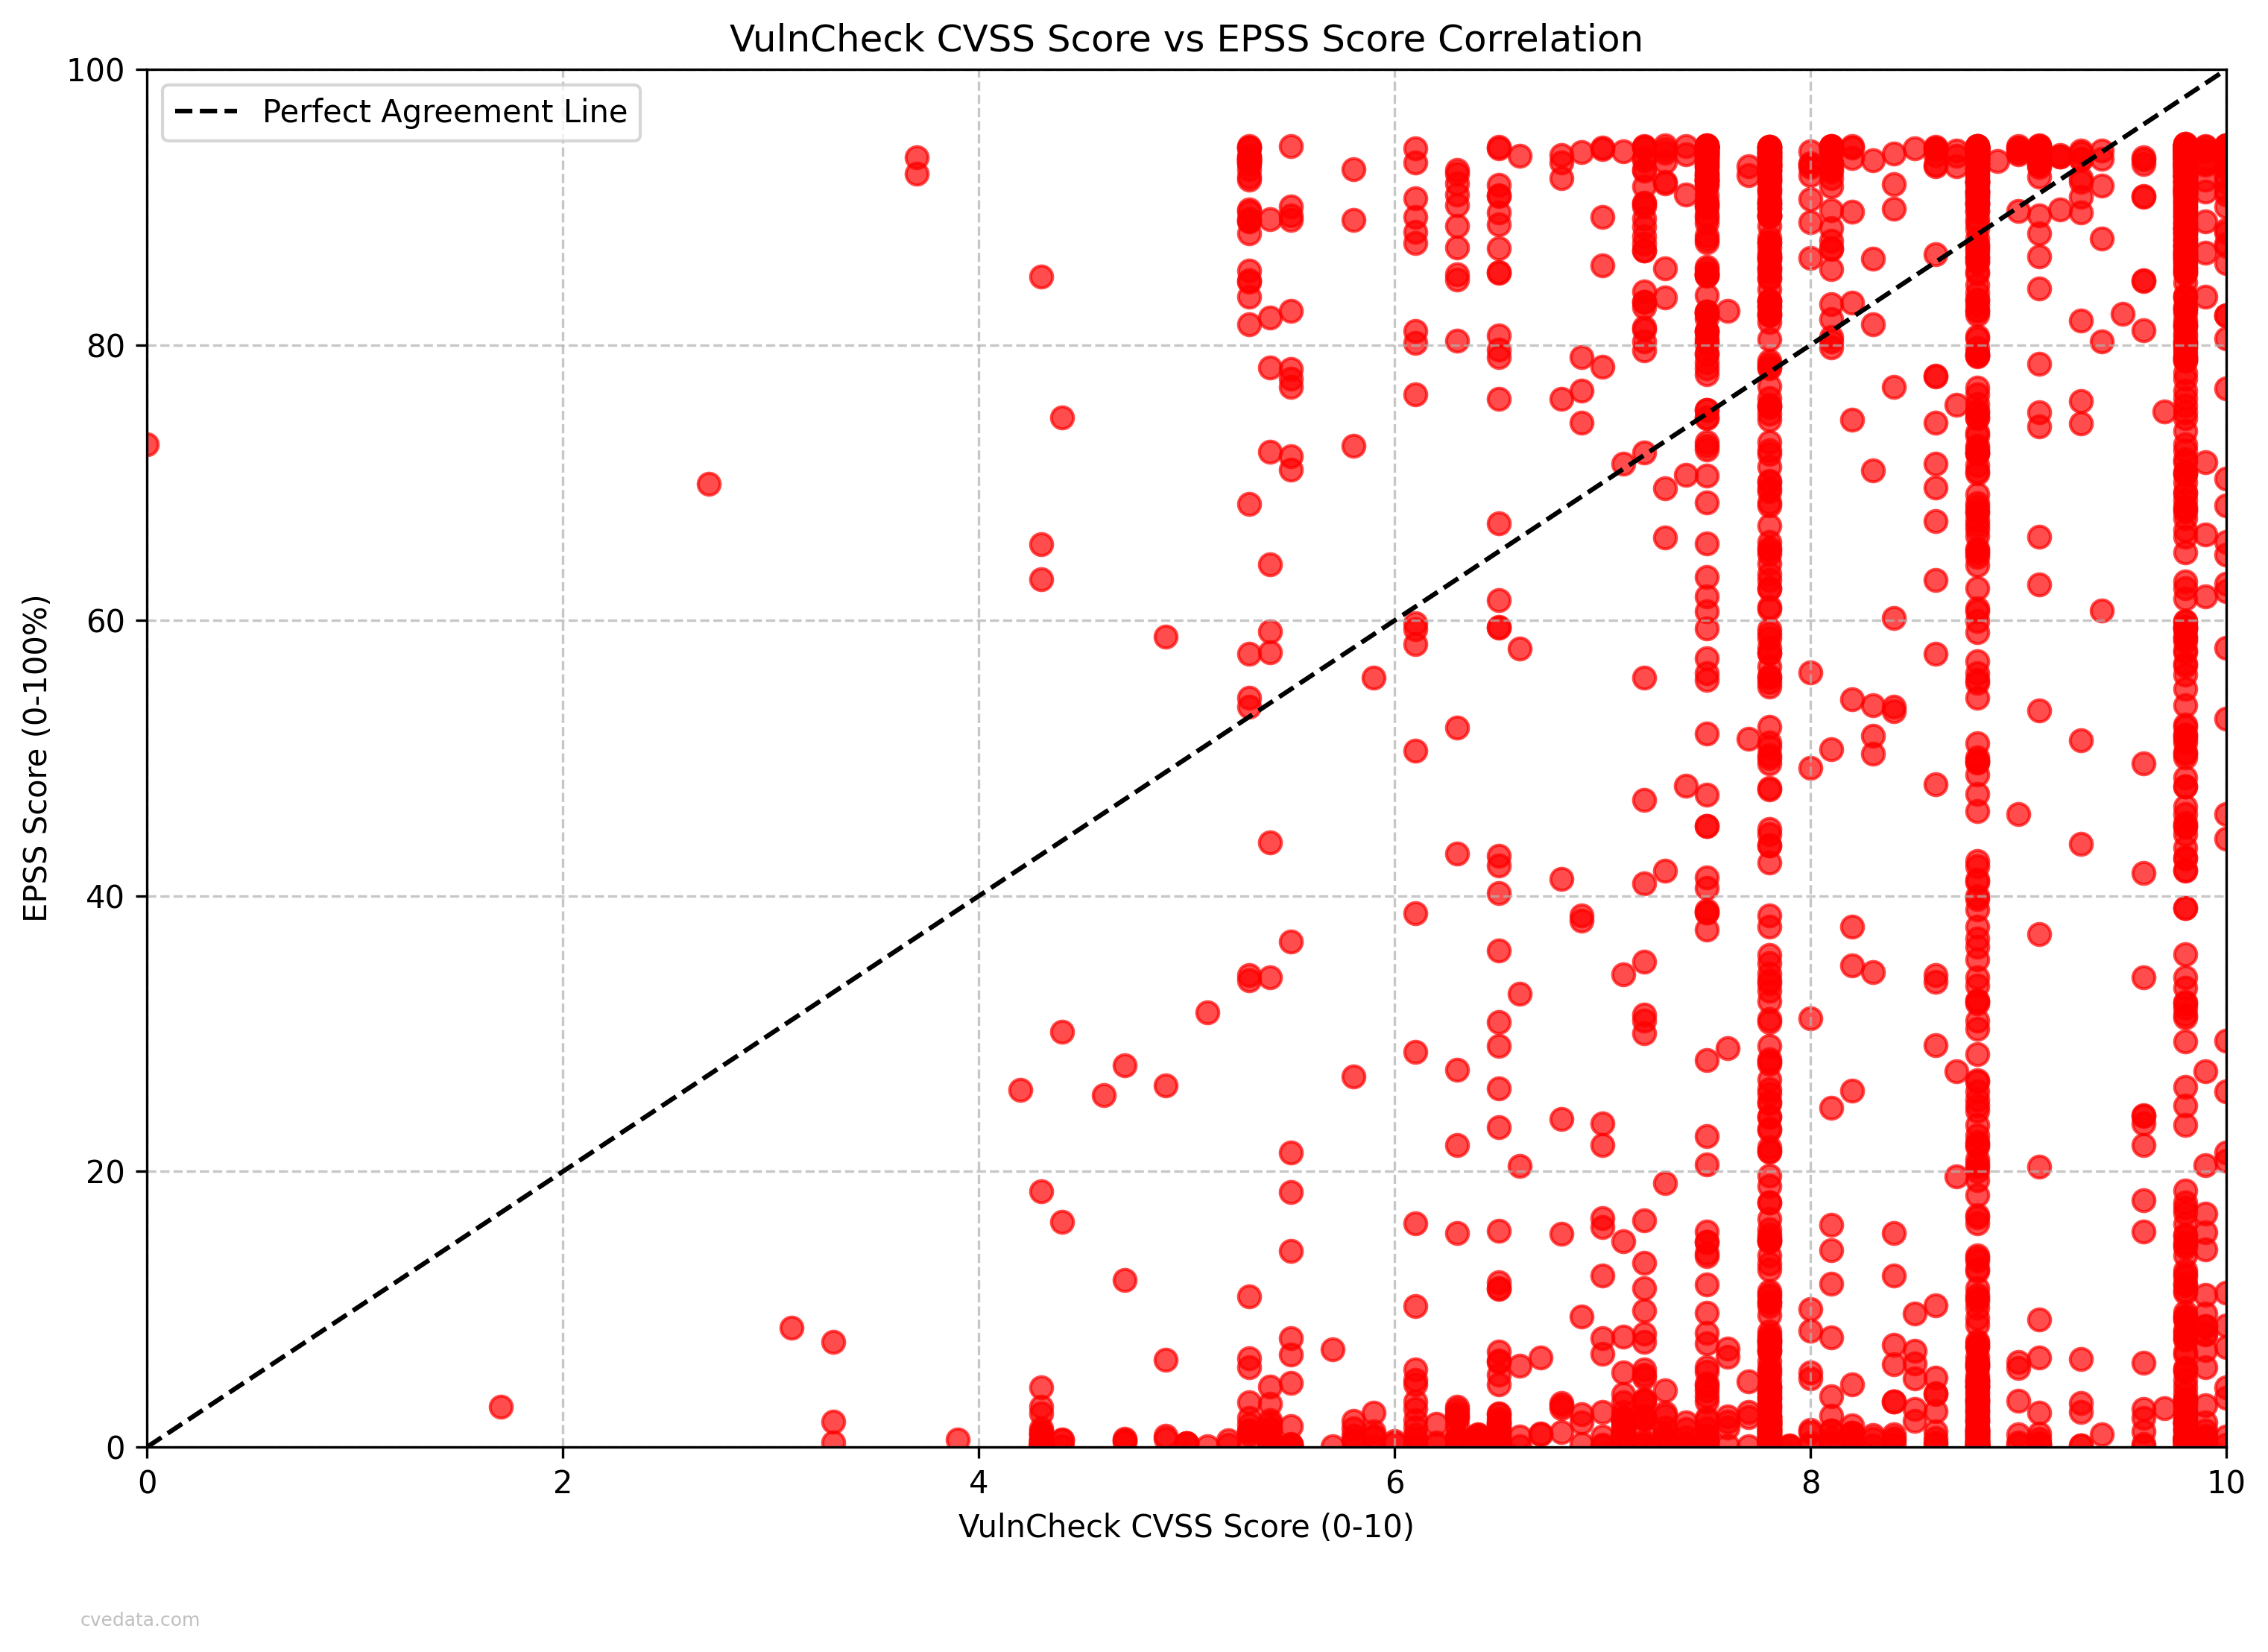 VulnCheck CVSS Score vs EPSS Score Correlation
Perfect Agreement Line
EPSS Score (0-100%)
100
80
60
40
20
0
0 2 4 6 8 10
VulnCheck CVSS Score (0-10)
cvedata.com